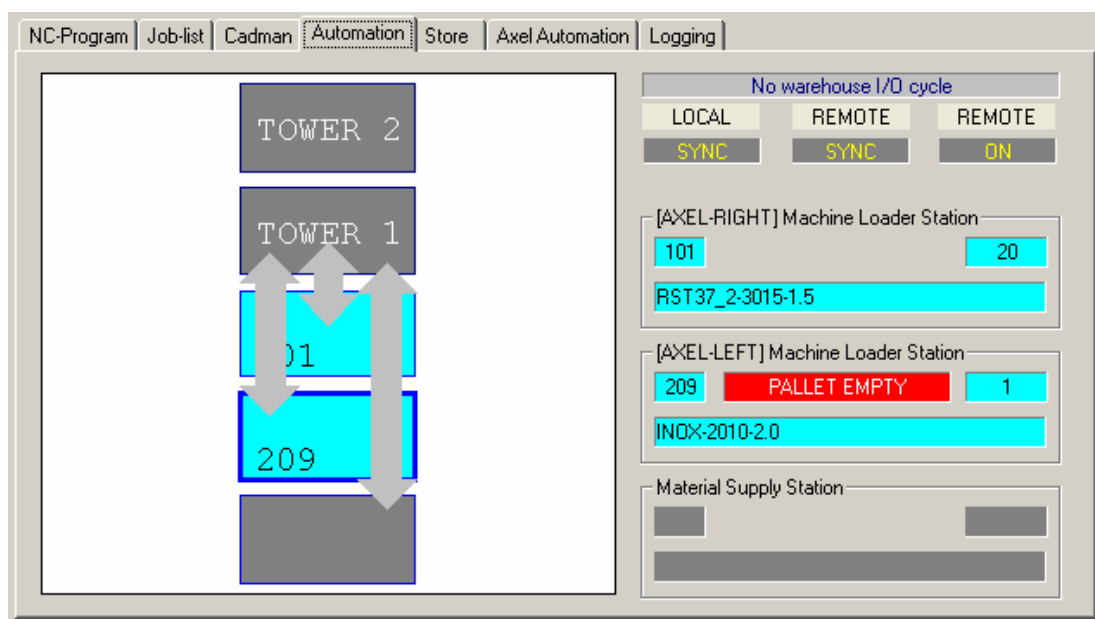 NC-Program Job-list Cadman Automation Store Axel Automation Logging
TOWER 2
TOWER 1
01
209
No warehouse I/O cycle
LOCAL REMOTE REMOTE
SYNC SYNC ON
[AXEL-RIGHT] Machine Loader Station
101 20
RST37_2-3015-1.5
[AXEL-LEFT] Machine Loader Station
209 PALLET EMPTY 1
INOX-2010-2.0
Material Supply Station